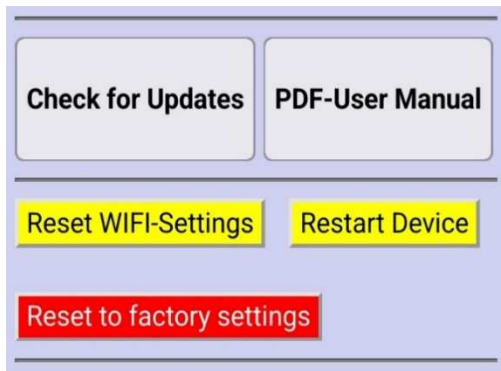 Check for Updates PDF-User Manual
Reset WIFI-Settings Restart Device
Reset to factory settings